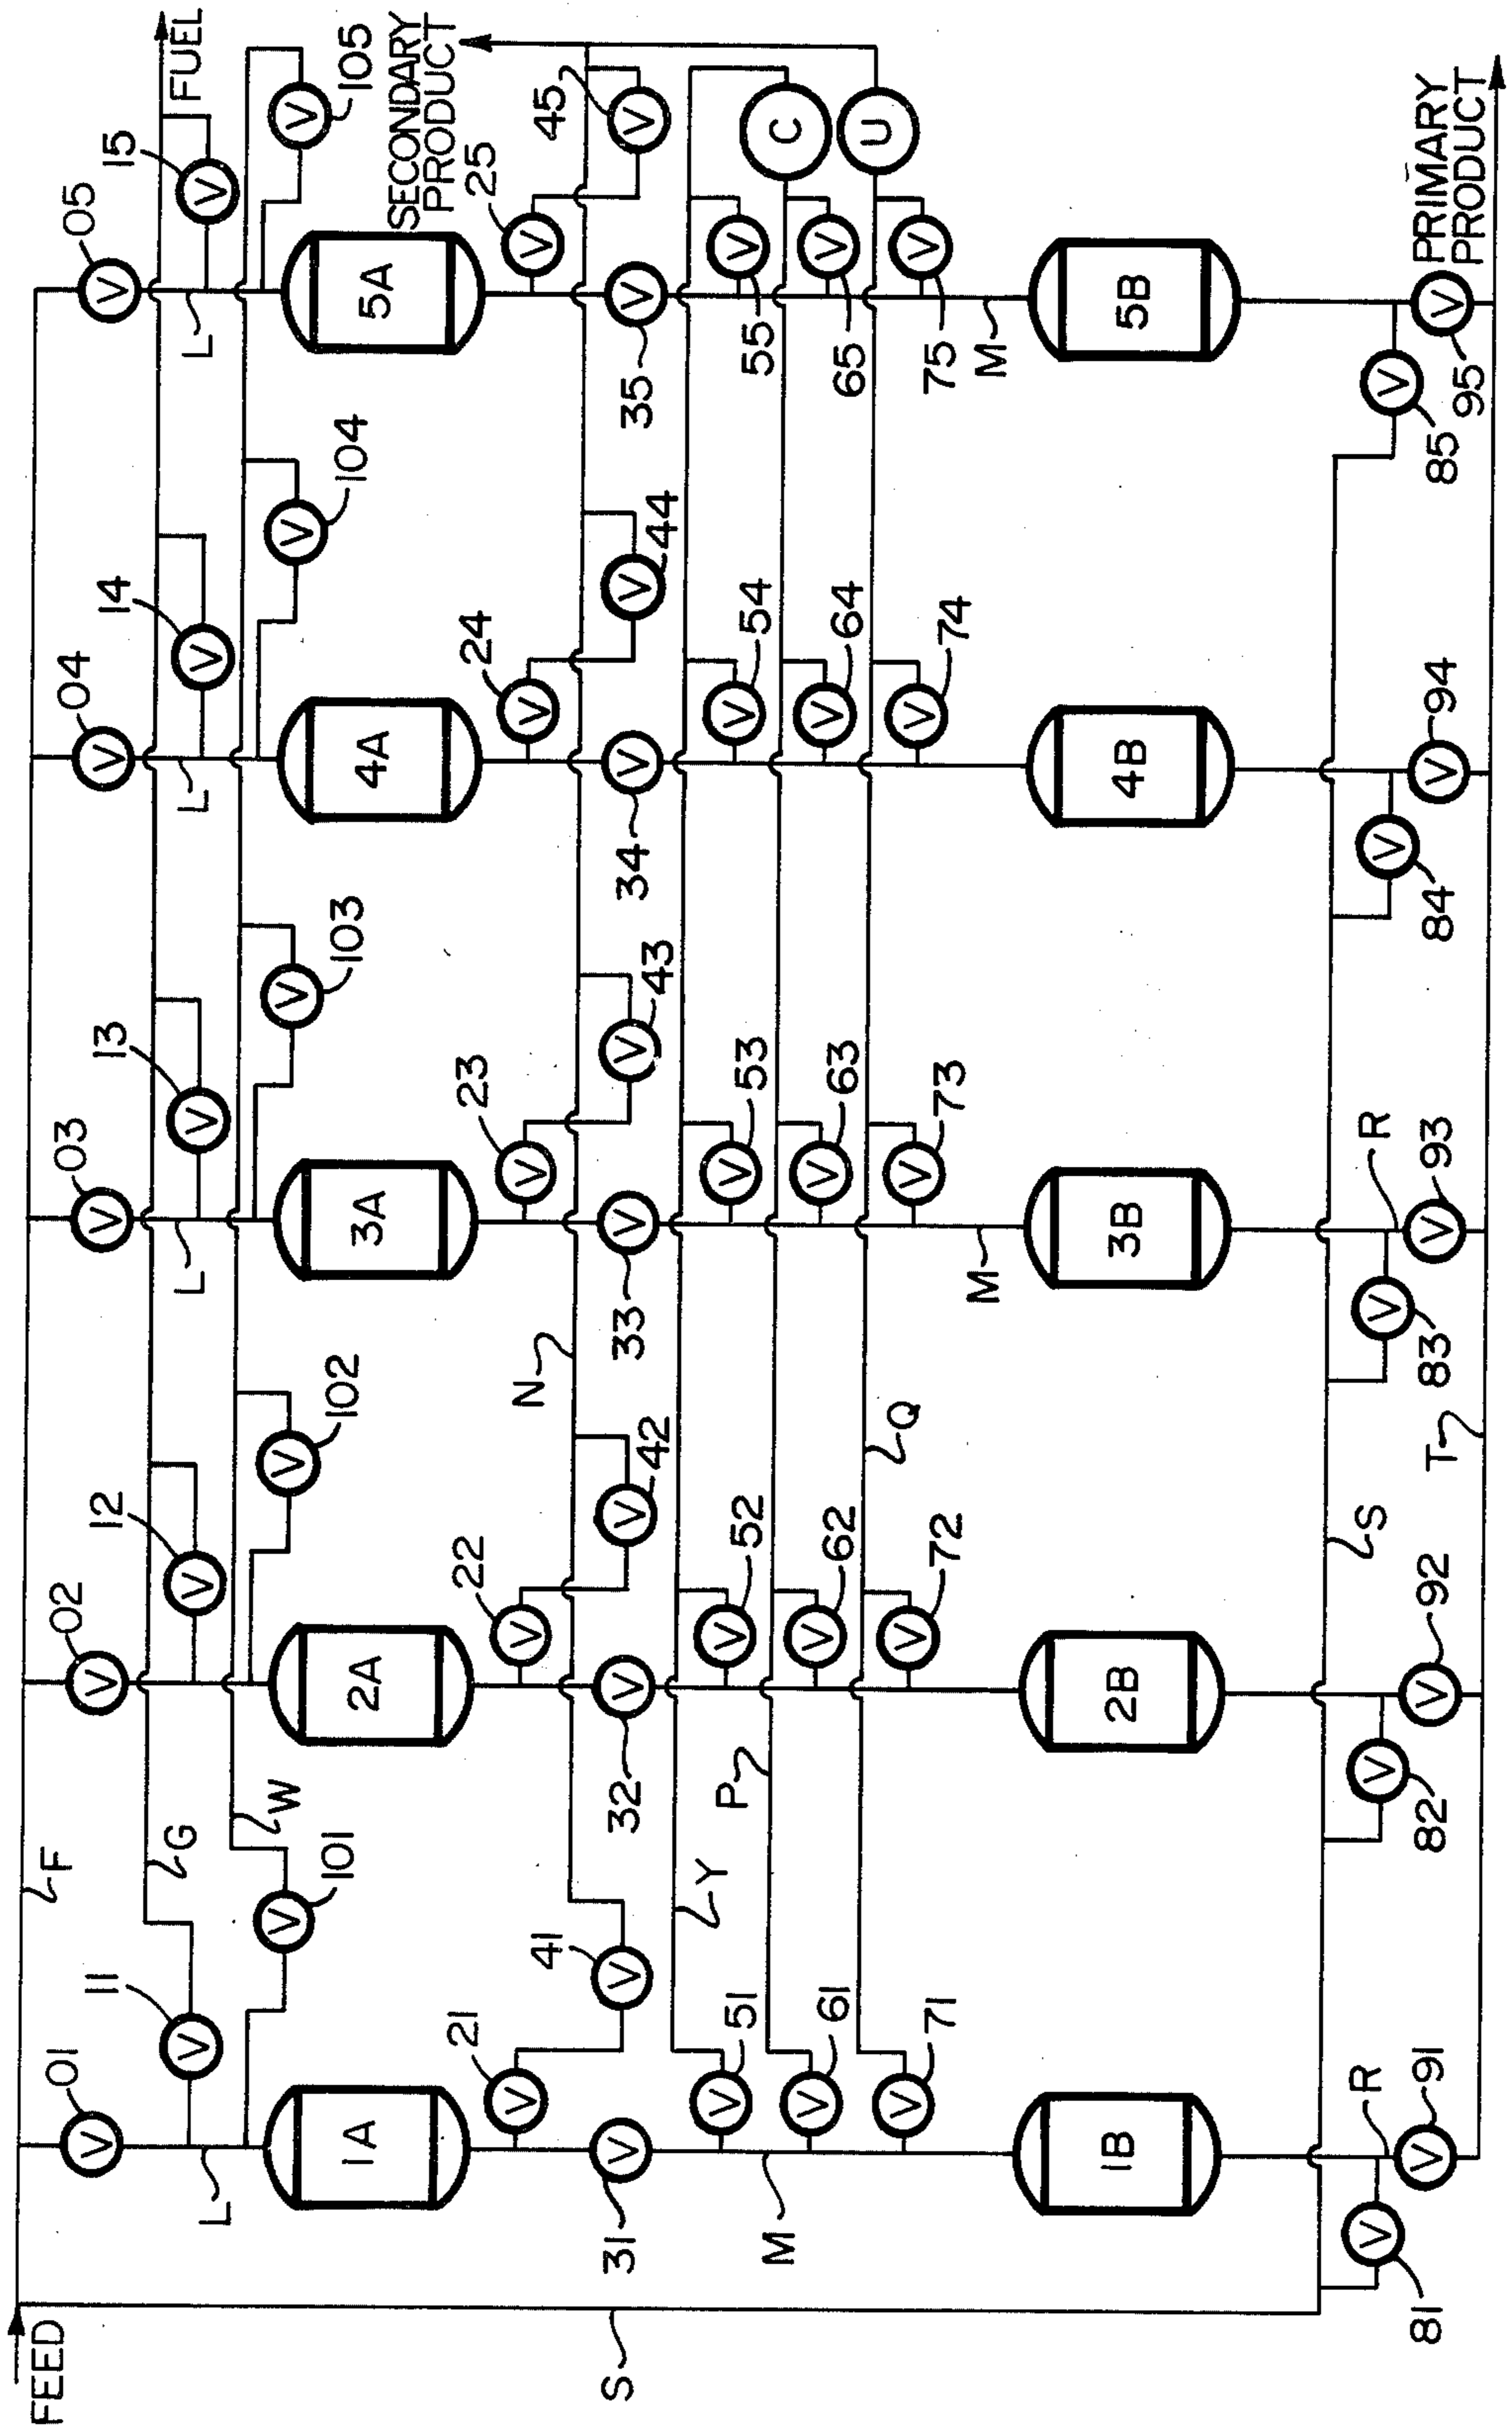 FEED
F
01 02 03 04 05
V V V V V
FUEL
11 12 13 14 15
V V V V V
G
L L L L
W
101 102 103 104 105
V V V V V
1A 2A 3A 4A 5A
SECONDARY
PRODUCT
21 22 23 24 25
V V V V V
N
41 42 43 44 45
V V V V V
31 32 33 34 35
V V V V V
Y
51 52 53 54 55
V V V V V
P
C
61 62 63 64 65
V V V V V
Q
U
71 72 73 74 75
V V V V V
M M M
1B 2B 3B 4B 5B
S S
81 82 83 84 85
V V V V V
R R
91 92 93 94 95
V V V V V
T
PRIMARY
PRODUCT